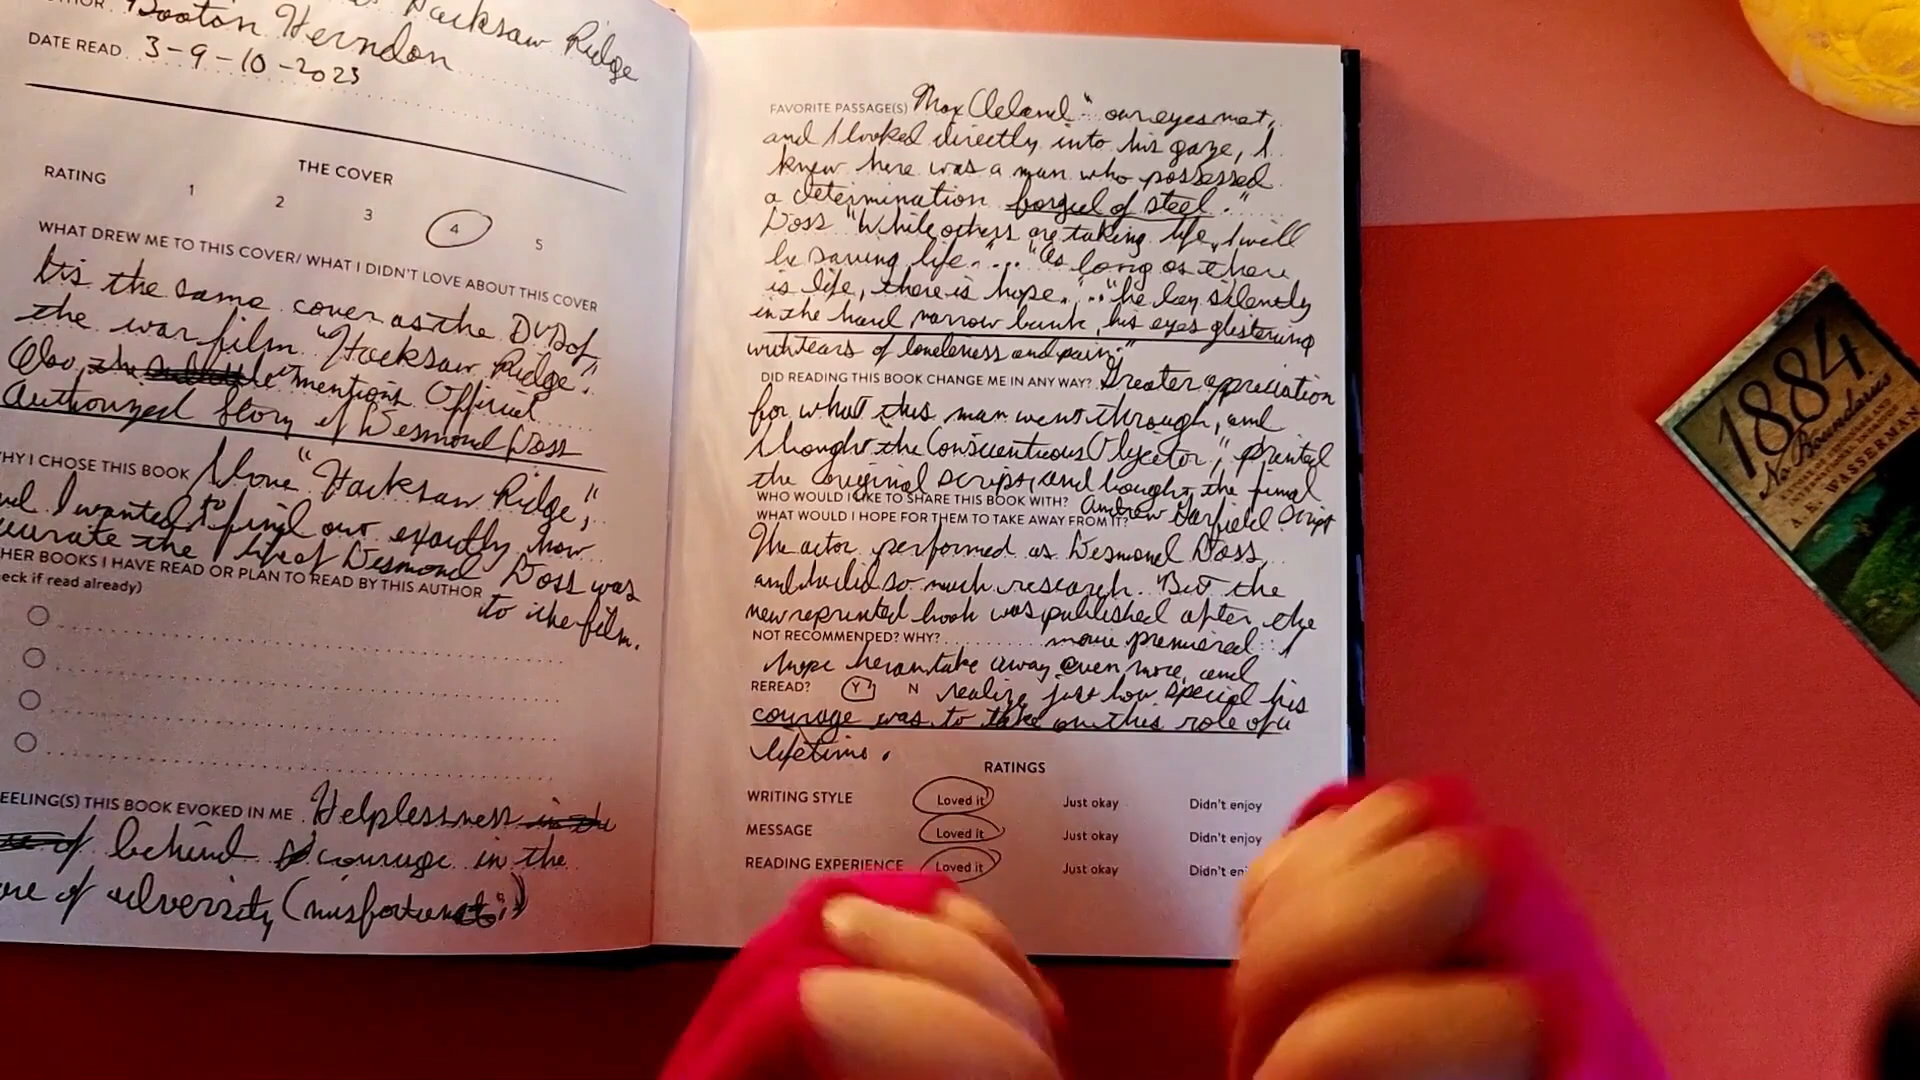 Hacksaw Ridge
Booton Herndon
DATE READ 3-9-10-2023
THE COVER
RATING 1 2 3 4 5
WHAT DREW ME TO THIS COVER/ WHAT I DIDN'T LOVE ABOUT THIS COVER
Its the same cover as the DVD of
the war film "Hacksaw Ridge".
Also mentions Official
Authorized Story of Desmond Doss
WHY I CHOSE THIS BOOK I love "Hacksaw Ridge,"
and I wanted to find out exactly how
accurate the life of Desmond Doss was
to the film.
OTHER BOOKS I HAVE READ OR PLAN TO READ BY THIS AUTHOR
(check if read already)
FEELING(S) THIS BOOK EVOKED IN ME Helplessness
of behind courage in the
of adversity (misfortune)
FAVORITE PASSAGE(S) Max Cleland "our eyes met,
and I looked directly into his gaze, I
knew here was a man who possessed
a determination forged of steel."
Doss "While others are taking life, I will
be saving life."..."As long as there
is life, there is hope."..."he lay silently
in the hard narrow bunk, his eyes glistening
with tears of loneliness and pain."
DID READING THIS BOOK CHANGE ME IN ANY WAY? Greater appreciation
for what this man went through, and
I bought the Conscientious Objector," printed
the original script, and bought the final
script
WHO WOULD I LIKE TO SHARE THIS BOOK WITH? Andrew Garfield
WHAT WOULD I HOPE FOR THEM TO TAKE AWAY FROM IT?
The actor performed as Desmond Doss,
and he did so much research. But the
new reprinted book was published after the
movie premiered. I
NOT RECOMMENDED? WHY?
hope he can take away even more, and
REREAD? Y N realize just how special his
courage was to take on this role of a
lifetime.
RATINGS
WRITING STYLE Loved it Just okay Didn't enjoy
MESSAGE Loved it Just okay Didn't enjoy
READING EXPERIENCE Loved it Just okay Didn't en
1884
No Boundaries
A. E. WASSERMAN